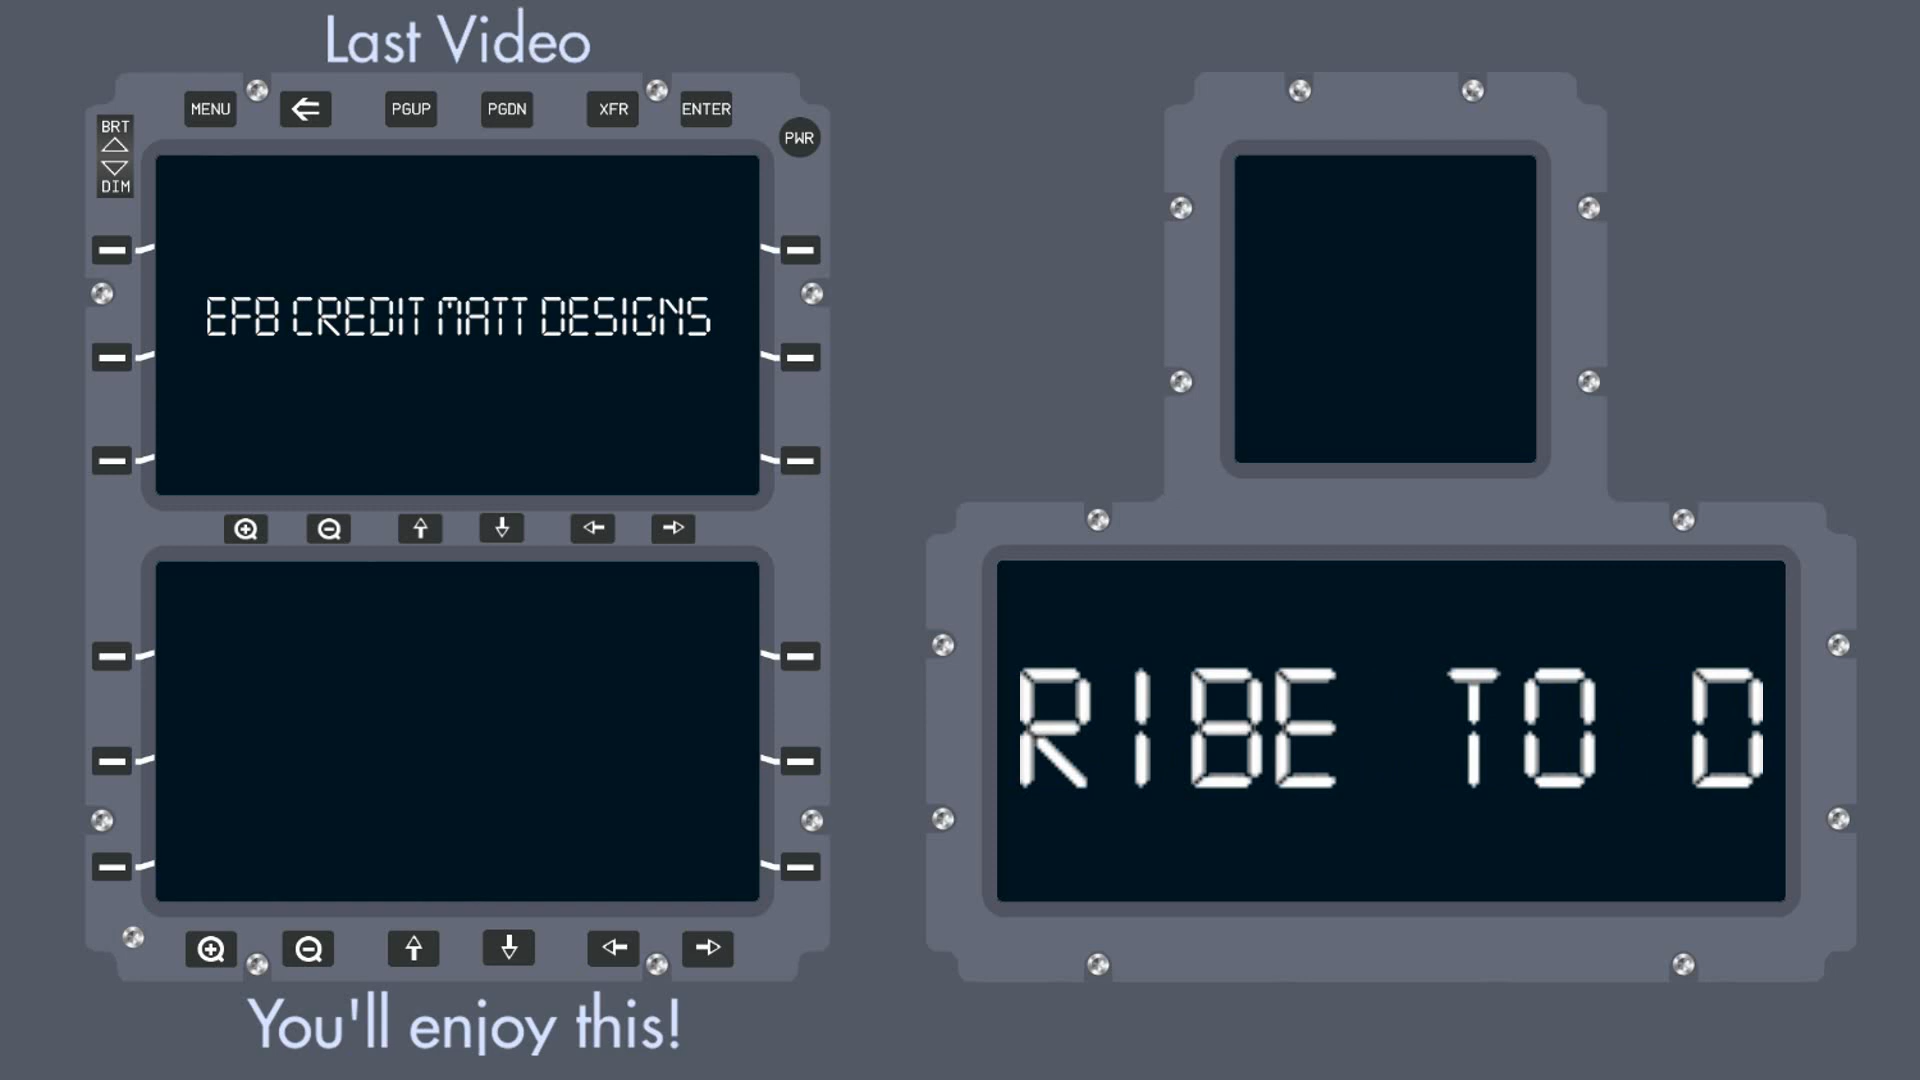 Last Video
MENU PGUP PGDN XFR ENTER
BRT
PWR
DIM
EFB CREDIT MATT DESIGNS
RIBE TO D
You'll enjoy this!